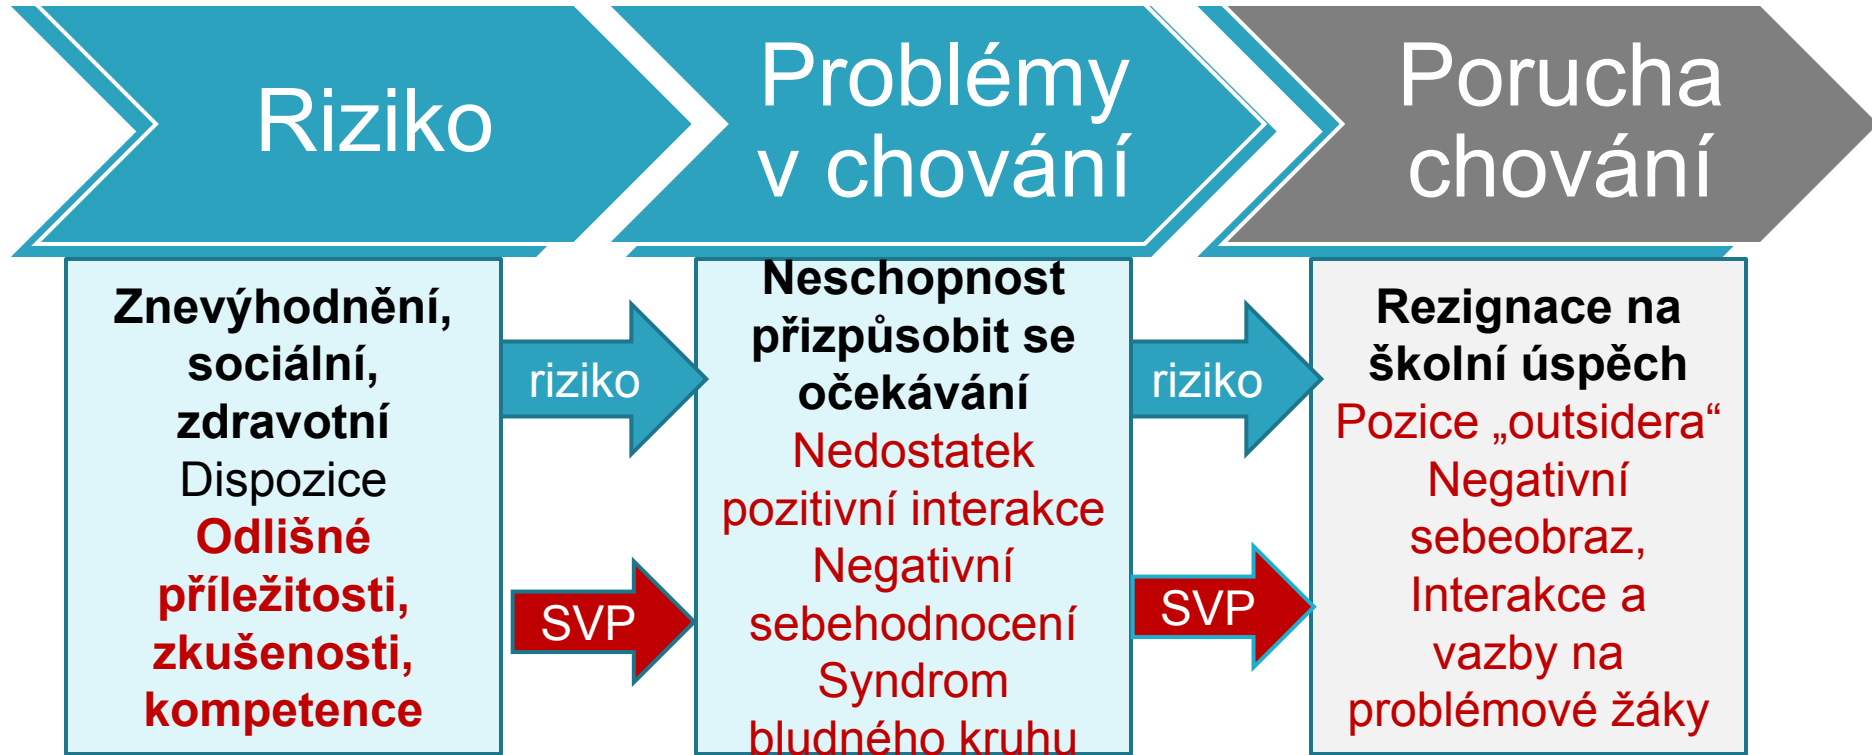 Riziko
Problémy
v chování
Porucha
chování
Znevýhodnění,
sociální,
zdravotní
Dispozice
Odlišné
příležitosti,
zkušenosti,
kompetence
riziko
SVP
Neschopnost
přizpůsobit se
očekávání
Nedostatek
pozitivní interakce
Negativní
sebehodnocení
Syndrom
bludného kruhu
riziko
SVP
Rezignace na
školní úspěch
Pozice „outsidera“
Negativní
sebeobraz,
Interakce a
vazby na
problémové žáky